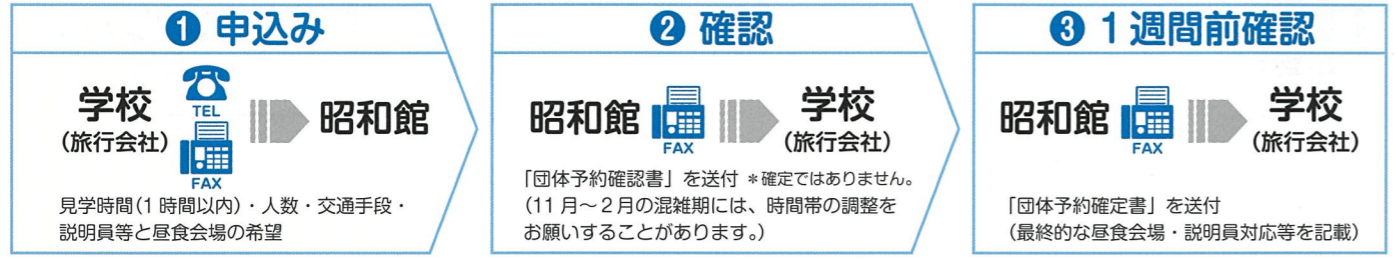 ❶ 申込み
学校
(旅行会社)
TEL
FAX
昭和館
見学時間(1時間以内)・人数・交通手段・
説明員等と昼食会場の希望
❷ 確認
昭和館
FAX
学校
(旅行会社)
「団体予約確認書」を送付 *確定ではありません。
(11月~2月の混雑期には、時間帯の調整を
お願いすることがあります。)
❸ 1週間前確認
昭和館
FAX
学校
(旅行会社)
「団体予約確定書」を送付
(最終的な昼食会場・説明員対応等を記載)